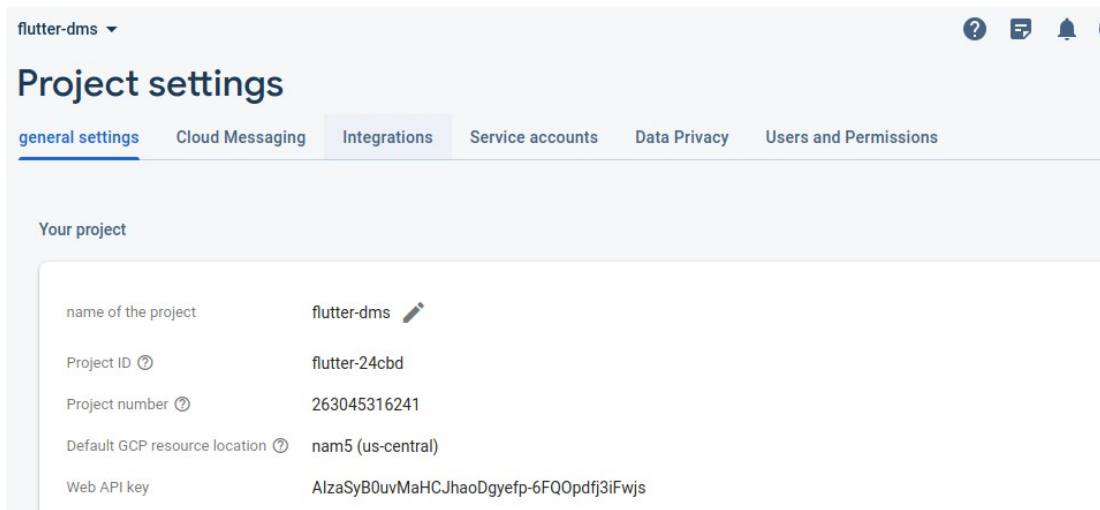 flutter-dms
Project settings
general settings Cloud Messaging Integrations Service accounts Data Privacy Users and Permissions
Your project
name of the project flutter-dms
Project ID flutter-24cbd
Project number 263045316241
Default GCP resource location nam5 (us-central)
Web API key AIzaSyB0uvMaHCJhaoDgyefp-6FQOpdfj3iFwjs